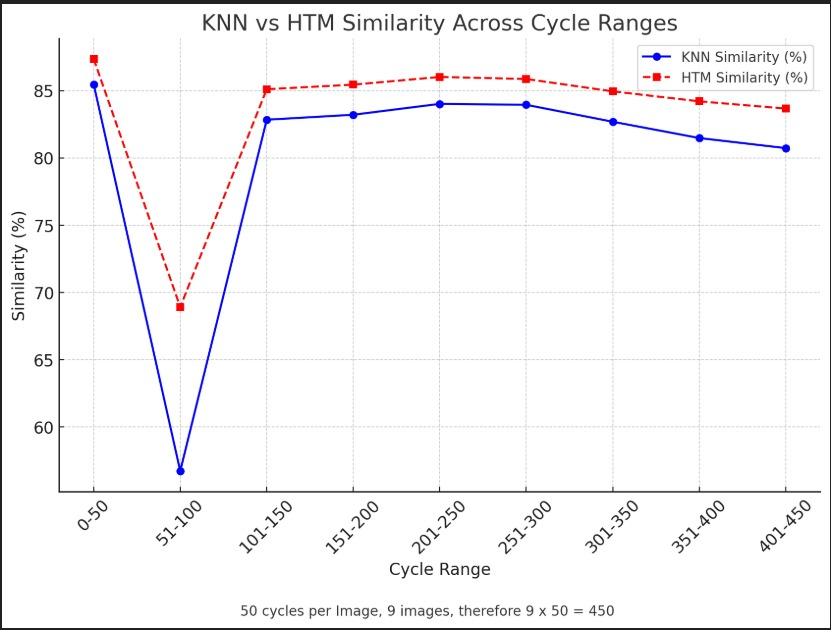 KNN vs HTM Similarity Across Cycle Ranges
KNN Similarity (%)
HTM Similarity (%)
Similarity (%)
85
80
75
70
65
60
0-50
51-100
101-150
151-200
201-250
251-300
301-350
351-400
401-450
Cycle Range
50 cycles per Image, 9 images, therefore 9 x 50 = 450